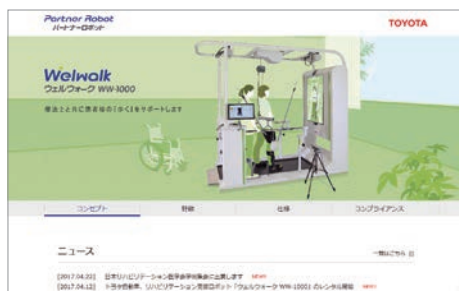 Partner Robot
パートナーロボット
TOYOTA
Welwalk
ウェルウォーク WW-1000
療法士と共に患者様の「歩く」をサポートします
コンセプト
特徴
仕様
コンプライアンス
ニュース
一覧はこちら
[2017.04.22] 日本リハビリテーション医学会学術集会に出展します NEW!
[2017.04.12] トヨタ自動車、リハビリテーション支援ロボット「ウェルウォーク WW-1000」のレンタル開始 NEW!